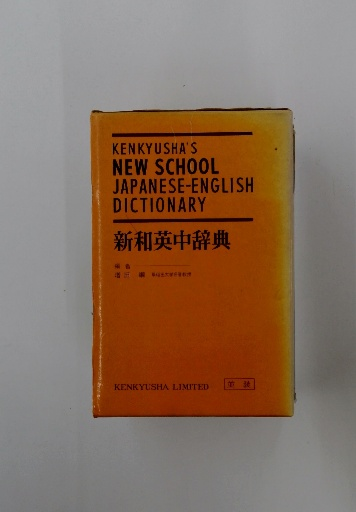 KENKYUSHA'S
NEW SCHOOL
JAPANESE-ENGLISH
DICTIONARY
新和英中辞典
KENKYUSHA LIMITED